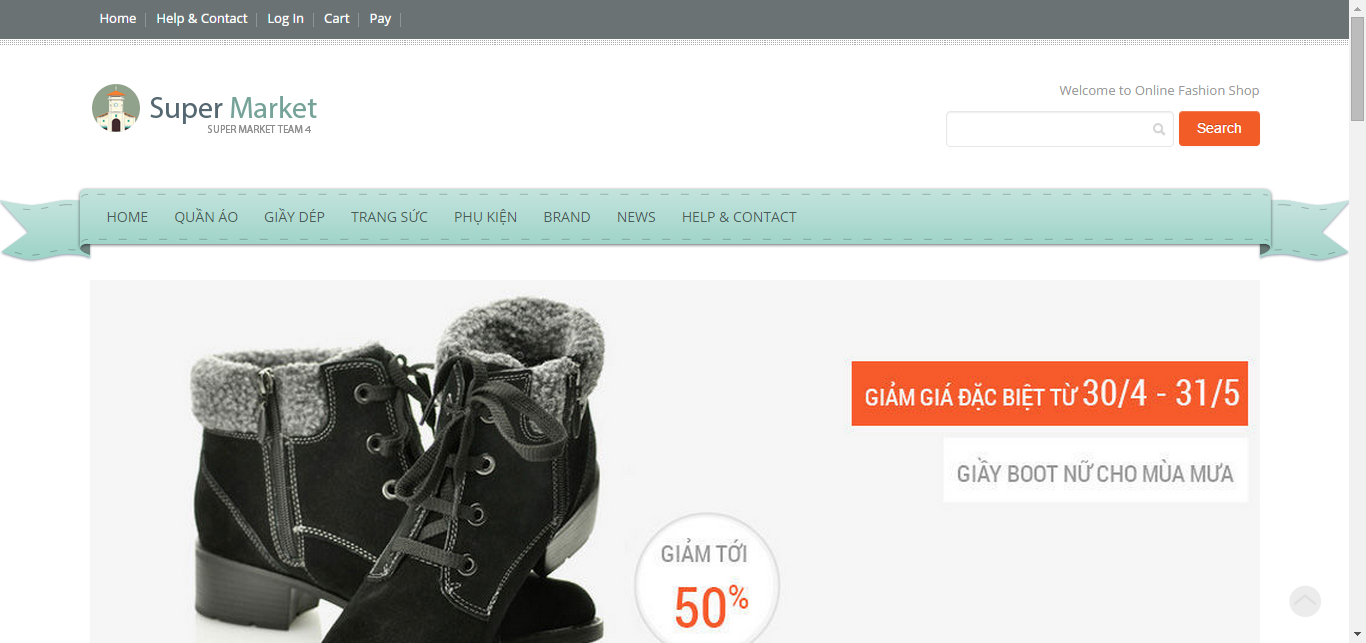 Home Help & Contact Log In Cart Pay
Super Market
SUPER MARKET TEAM 4
Welcome to Online Fashion Shop
Search
HOME QUẦN ÁO GIẦY DÉP TRANG SỨC PHỤ KIỆN BRAND NEWS HELP & CONTACT
GIẢM GIÁ ĐẶC BIỆT TỪ 30/4 - 31/5
GIẦY BOOT NỮ CHO MÙA MƯA
GIẢM TỚI
50%